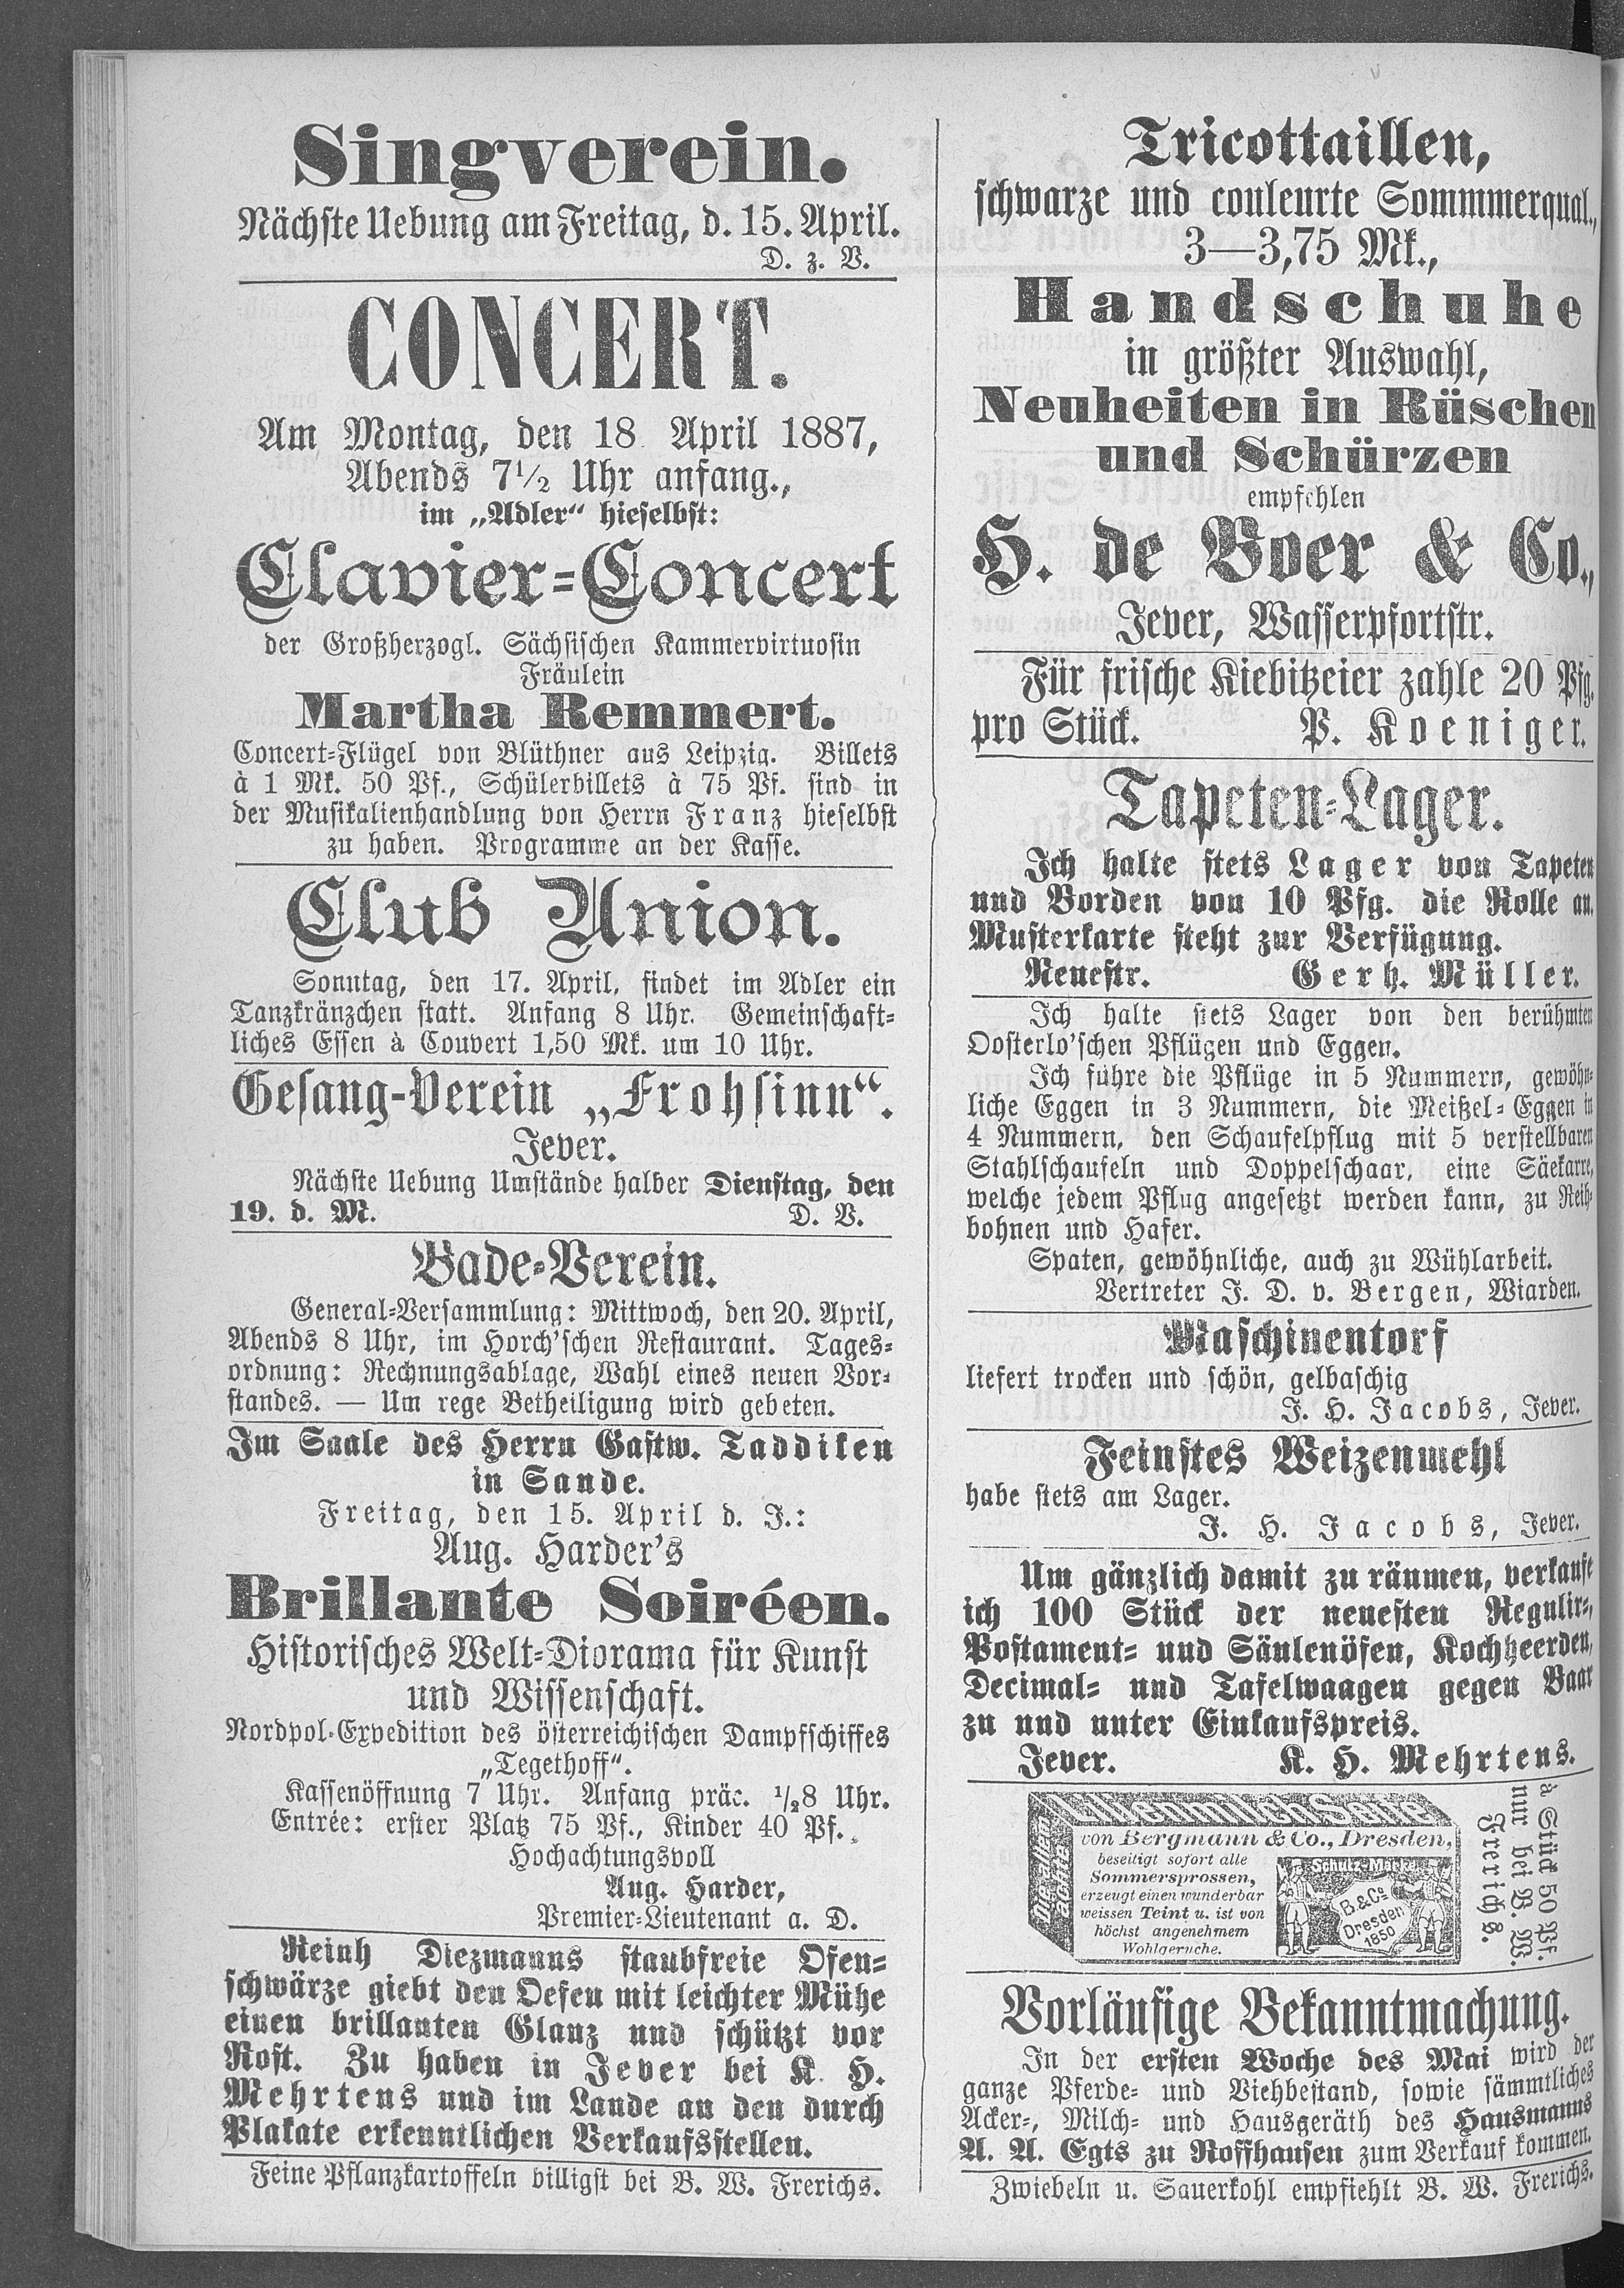 Singverein.
Nächste Uebung am Freitag, d. 15. April.
D. z. V.
CONCERT.
Am Montag, den 18. April 1887,
Abends 7½ Uhr anfang.,
im „Adler“ hieselbst:
Clavier-Concert
der Großherzogl. Sächsischen Kammervirtuosin
Fräulein
Martha Remmert.
Concert-Flügel von Blüthner aus Leipzig. Billets
à 1 Mk. 50 Pf., Schülerbillets à 75 Pf. sind in
der Musikalienhandlung von Herrn Franz hieselbst
zu haben. Programme an der Kasse.
Club Union.
Sonntag, den 17. April, findet im Adler ein
Tanzkränzchen statt. Anfang 8 Uhr. Gemeinschaft-
liches Essen à Couvert 1,50 Mk. um 10 Uhr.
Gesang-Verein „Frohsinn“.
Jever.
Nächste Uebung Umstände halber Dienstag, den
19. d. M.
D. V.
Bade-Verein.
General-Versammlung: Mittwoch, den 20. April,
Abends 8 Uhr, im Horch'schen Restaurant. Tages-
ordnung: Rechnungsablage, Wahl eines neuen Vor-
standes. — Um rege Betheiligung wird gebeten.
Im Saale des Herrn Gastw. Taddiken
in Sande.
Freitag, den 15. April d. J.:
Aug. Harder's
Brillante Soiréen.
Historisches Welt-Diorama für Kunst
und Wissenschaft.
Nordpol-Expedition des österreichischen Dampfschiffes
„Tegethoff“.
Kassenöffnung 7 Uhr. Anfang präc. ½8 Uhr.
Entrée: erster Platz 75 Pf., Kinder 40 Pf.
Hochachtungsvoll
Aug. Harder,
Premier-Lieutenant a. D.
Reinh Diezmanns staubfreie Ofen-
schwärze giebt den Oefen mit leichter Mühe
einen brillanten Glanz und schützt vor
Rost. Zu haben in Jever bei K. H.
Mehrtens und im Lande an den durch
Plakate erkenntlichen Verkaufsstellen.
Feine Pflanzkartoffeln billigst bei B. W. Frerichs.
Tricottaillen,
schwarze und couleurte Sommmerqual.,
3—3,75 Mk.,
Handschuhe
in größter Auswahl,
Neuheiten in Rüschen
und Schürzen
empfehlen
H. de Boer & Co.,
Jever, Wasserpfortstr.
Für frische Kiebitzeier zahle 20 Pfg.
pro Stück. P. Koeniger.
Tapeten-Lager.
Ich halte stets Lager von Tapeten
und Borden von 10 Pfg. die Rolle an.
Musterkarte steht zur Verfügung.
Neuestr. Gerh. Müller.
Ich halte stets Lager von den berühmten
Oosterlo'schen Pflügen und Eggen.
Ich führe die Pflüge in 5 Nummern, gewöhn-
liche Eggen in 3 Nummern, die Meißel-Eggen in
4 Nummern, den Schaufelpflug mit 5 verstellbaren
Stahlschaufeln und Doppelschaar, eine Säekarre,
welche jedem Pflug angesetzt werden kann, zu Reih-
bohnen und Hafer.
Spaten, gewöhnliche, auch zu Wühlarbeit.
Vertreter J. D. v. Bergen, Wiarden.
Maschinentorf
liefert trocken und schön, gelbaschig
J. H. Jacobs, Jever.
Feinstes Weizenmehl
habe stets am Lager.
J. H. Jacobs, Jever.
Um gänzlich damit zu räumen, verkaufe
ich 100 Stück der neuesten Regulir-,
Postament- und Säulenöfen, Kochheerden,
Decimal- und Tafelwaagen gegen Baar
zu und unter Einkaufspreis.
Jever. K. H. Mehrtens.
Lilienmilch Seife
von Bergmann & Co., Dresden,
beseitigt sofort alle
Sommersprossen,
erzeugt einen wunderbar
weissen Teint u. ist von
höchst angenehmem
Wohlgeruche.
Schutz-Marke
B. & Co
Dresden
1850
à Stück 50 Pf.
nur bei B. W.
Frerichs.
Vorläufige Bekanntmachung.
In der ersten Woche des Mai wird der
ganze Pferde- und Viehbestand, sowie sämmtliches
Acker-, Milch- und Hausgeräth des Hausmanns
A. A. Egts zu Roffhausen zum Verkauf kommen.
Zwiebeln u. Sauerkohl empfiehlt B. W. Frerichs.